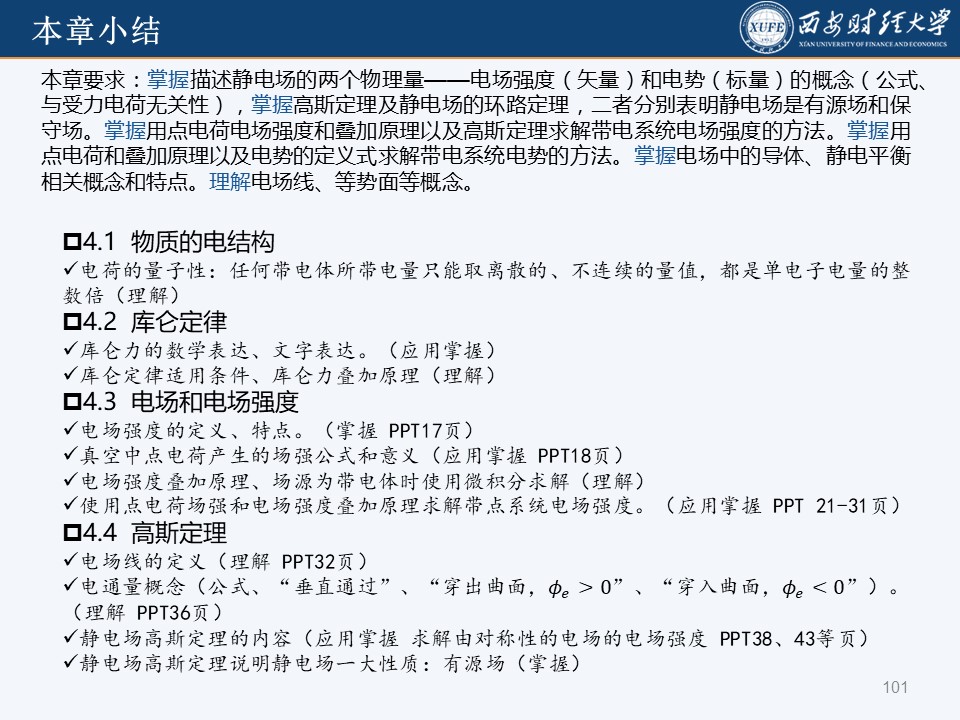 本章小结
XUFE
西安财经大学
XI'AN UNIVERSITY OF FINANCE AND ECONOMICS
本章要求：掌握描述静电场的两个物理量——电场强度（矢量）和电势（标量）的概念（公式、
与受力电荷无关性），掌握高斯定理及静电场的环路定理，二者分别表明静电场是有源场和保
守场。掌握用点电荷电场强度和叠加原理以及高斯定理求解带电系统电场强度的方法。掌握用
点电荷和叠加原理以及电势的定义式求解带电系统电势的方法。掌握电场中的导体、静电平衡
相关概念和特点。理解电场线、等势面等概念。
4.1 物质的电结构
✓电荷的量子性：任何带电体所带电量只能取离散的、不连续的量值，都是单电子电量的整
数倍（理解）
4.2 库仑定律
✓库仑力的数学表达、文字表达。（应用掌握）
✓库仑定律适用条件、库仑力叠加原理（理解）
4.3 电场和电场强度
✓电场强度的定义、特点。（掌握 PPT17页）
✓真空中点电荷产生的场强公式和意义（应用掌握 PPT18页）
✓电场强度叠加原理、场源为带电体时使用微积分求解（理解）
✓使用点电荷场强和电场强度叠加原理求解带点系统电场强度。（应用掌握 PPT 21-31页）
4.4 高斯定理
✓电场线的定义（理解 PPT32页）
✓电通量概念（公式、“垂直通过”、“穿出曲面，ϕₑ > 0”、“穿入曲面，ϕₑ < 0”）。
（理解 PPT36页）
✓静电场高斯定理的内容（应用掌握 求解由对称性的电场的电场强度 PPT38、43等页）
✓静电场高斯定理说明静电场一大性质：有源场（掌握）
101